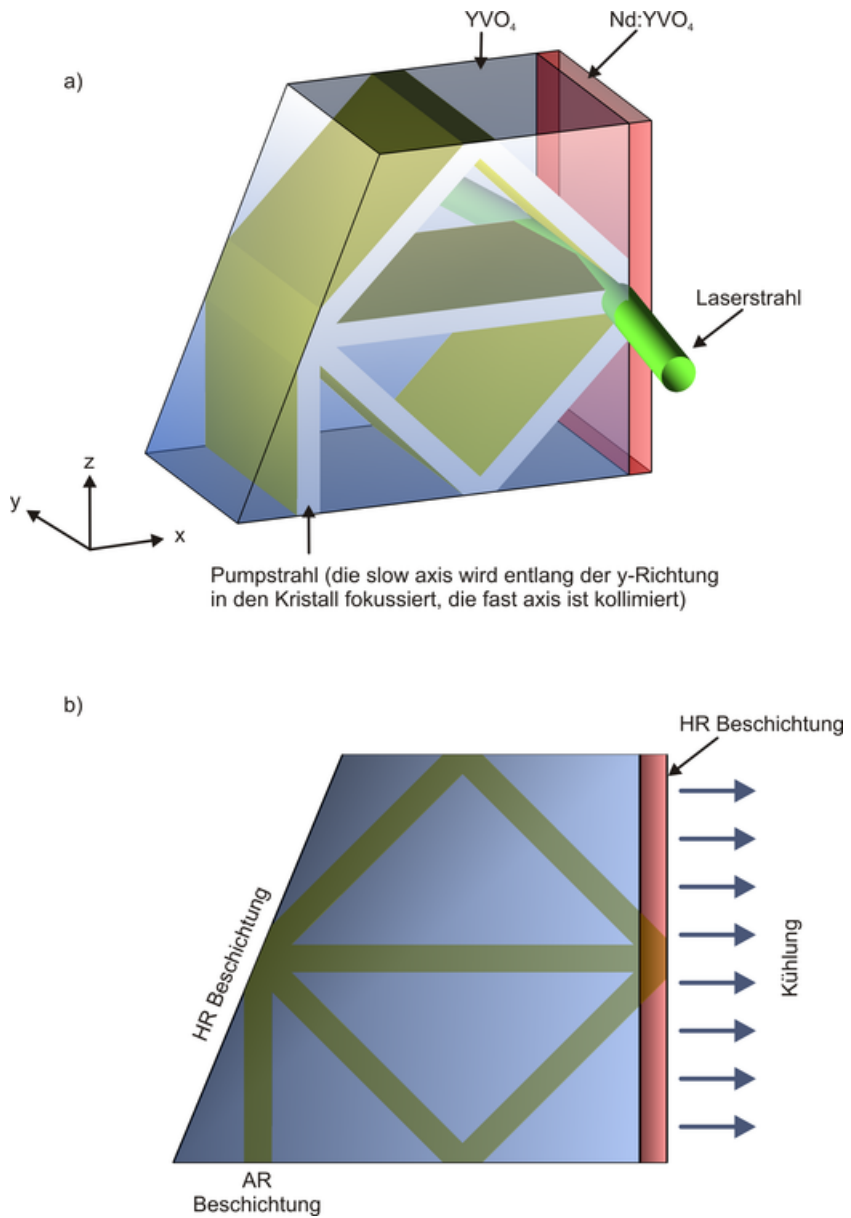 YVO₄
Nd:YVO₄
a)
Laserstrahl
z
y
x
Pumpstrahl (die slow axis wird entlang der y-Richtung
in den Kristall fokussiert, die fast axis ist kollimiert)
b)
HR Beschichtung
HR Beschichtung
Kühlung
AR
Beschichtung